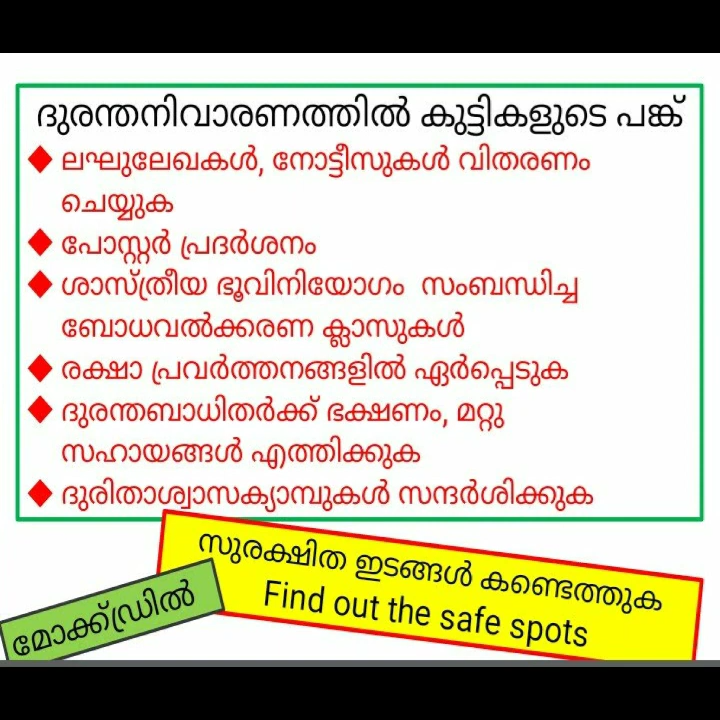 ദുരന്തനിവാരണത്തിൽ കുട്ടികളുടെ പങ്ക്
ലഘുലേഖകൾ, നോട്ടീസുകൾ വിതരണം
ചെയ്യുക
പോസ്റ്റർ പ്രദർശനം
ശാസ്ത്രീയ ഭൂവിനിയോഗം സംബന്ധിച്ച
ബോധവൽക്കരണ ക്ലാസുകൾ
രക്ഷാ പ്രവർത്തനങ്ങളിൽ ഏർപ്പെടുക
ദുരന്തബാധിതർക്ക് ഭക്ഷണം, മറ്റു
സഹായങ്ങൾ എത്തിക്കുക
ദുരിതാശ്വാസക്യാമ്പുകൾ സന്ദർശിക്കുക
സുരക്ഷിത ഇടങ്ങൾ കണ്ടെത്തുക
Find out the safe spots
മോക്ക്ഡ്രിൽ